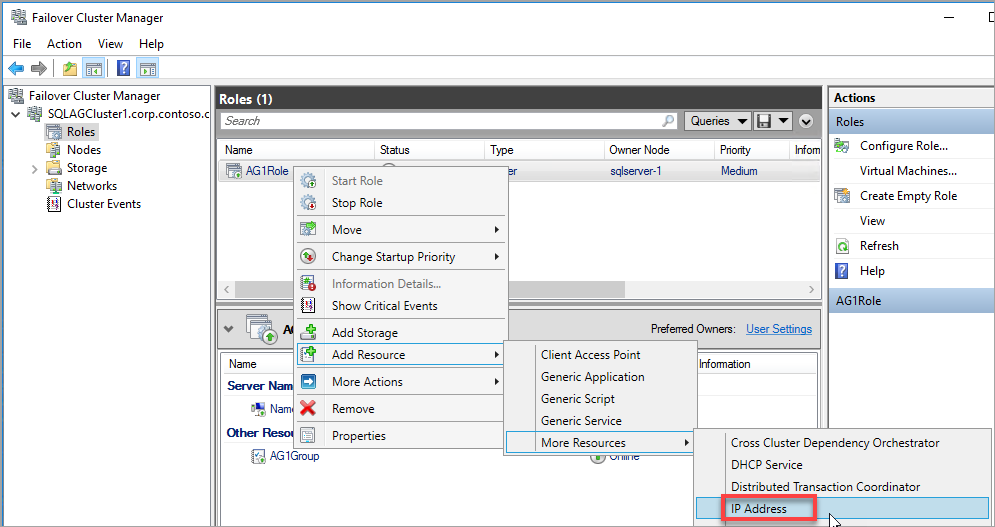 Failover Cluster Manager
File Action View Help
Failover Cluster Manager
SQLAGCluster1.corp.contoso.c
Roles
Nodes
Storage
Networks
Cluster Events
Roles (1)
Search
Queries
Name Status Type Owner Node Priority Inform
AG1Role sqlserver-1 Medium
Start Role
Stop Role
Move
Change Startup Priority
Information Details...
Show Critical Events
Add Storage
Add Resource
More Actions
Remove
Properties
Preferred Owners: User Settings
Name Information
Server Nam
Name
Other Resou
AG1Group Online
Client Access Point
Generic Application
Generic Script
Generic Service
More Resources
Cross Cluster Dependency Orchestrator
DHCP Service
Distributed Transaction Coordinator
IP Address
Actions
Roles
Configure Role...
Virtual Machines...
Create Empty Role
View
Refresh
Help
AG1Role